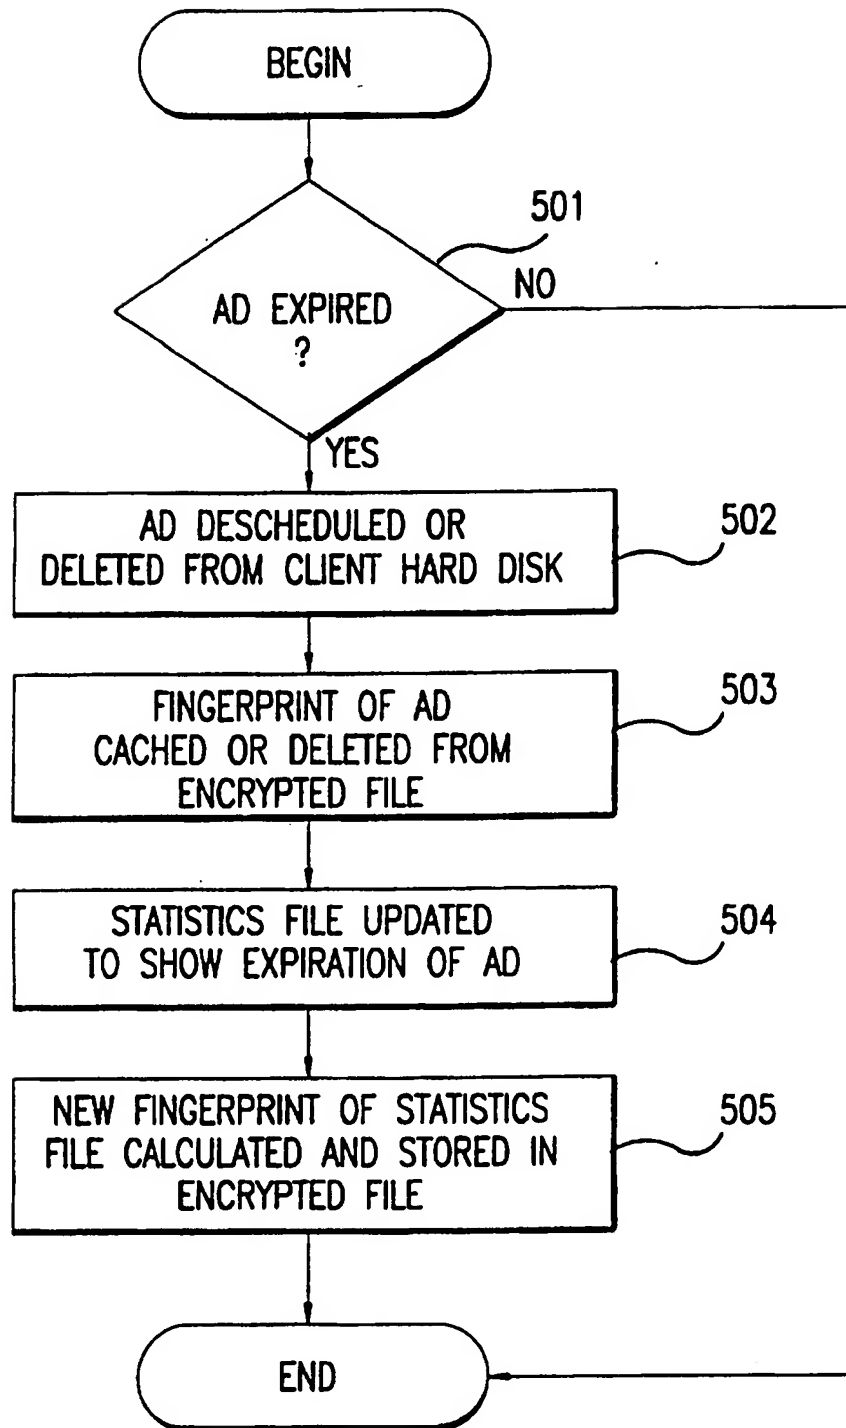 BEGIN
501
AD EXPIRED
?
NO
YES
AD DESCHEDULED OR
DELETED FROM CLIENT HARD DISK
502
FINGERPRINT OF AD
CACHED OR DELETED FROM
ENCRYPTED FILE
503
STATISTICS FILE UPDATED
TO SHOW EXPIRATION OF AD
504
NEW FINGERPRINT OF STATISTICS
FILE CALCULATED AND STORED IN
ENCRYPTED FILE
505
END